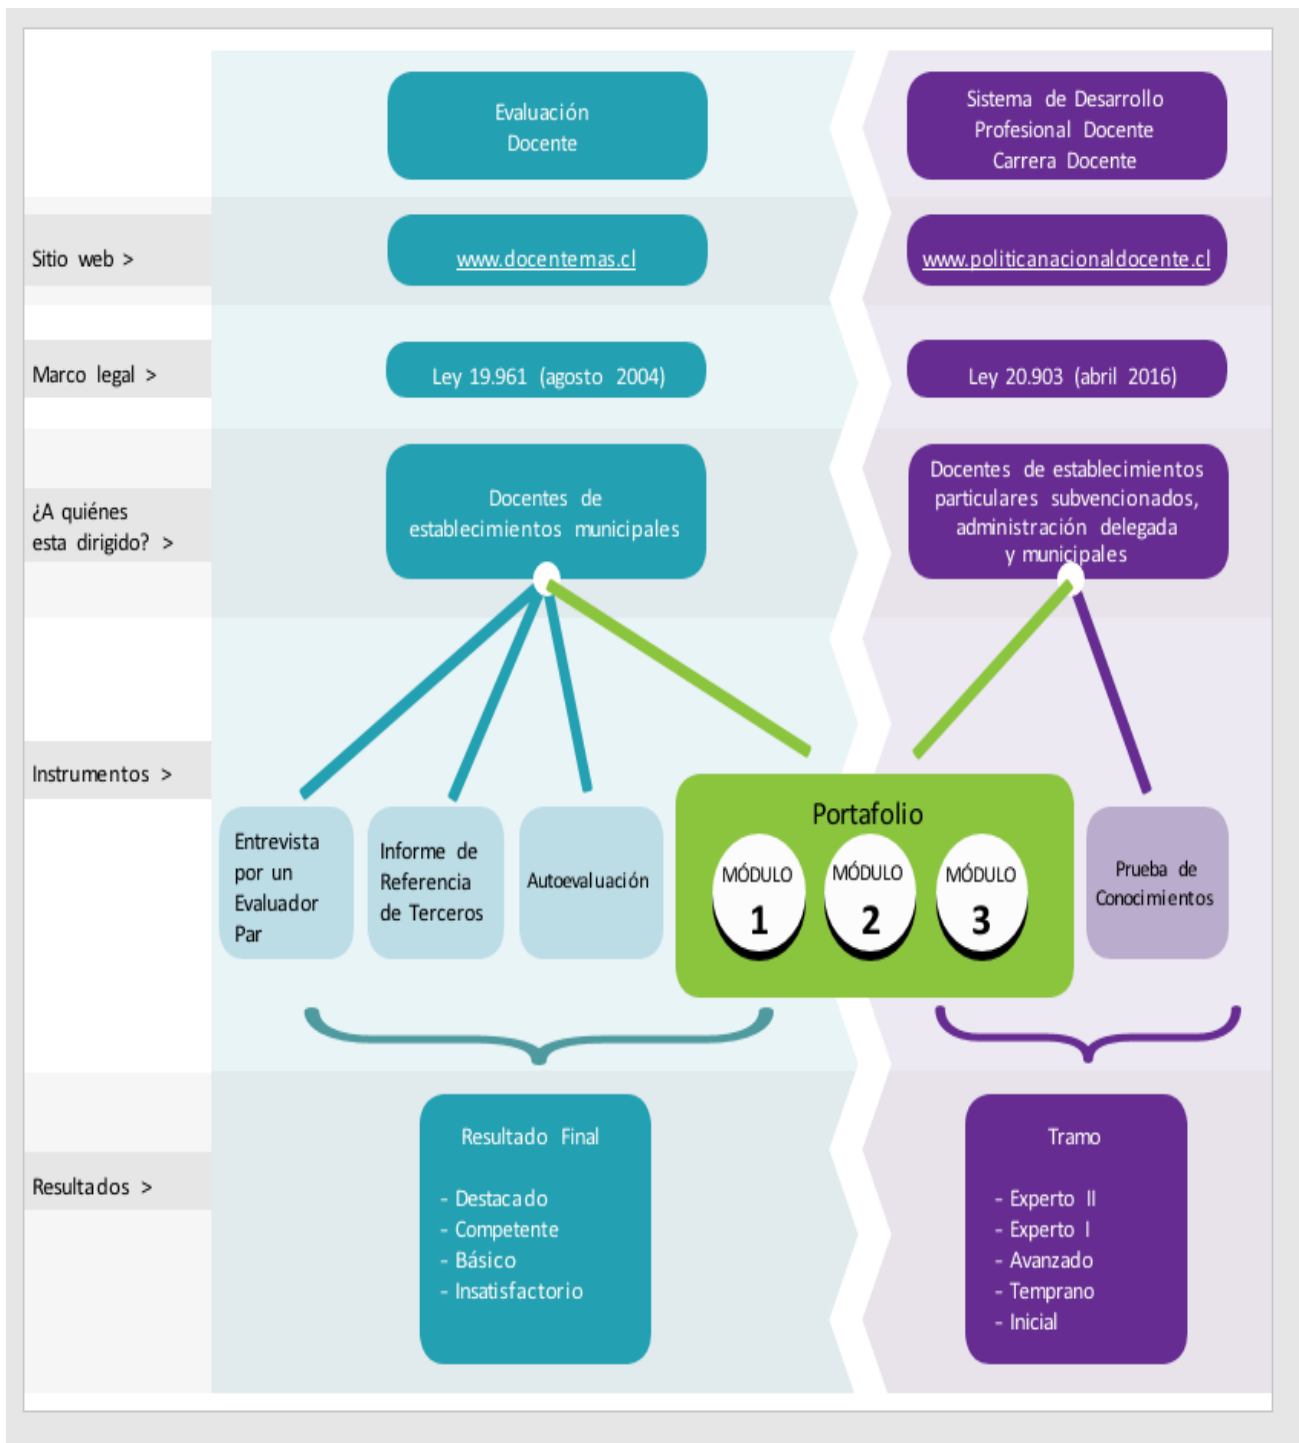 Evaluación
Docente
Sistema de Desarrollo
Profesional Docente
Carrera Docente
Sitio web >
www.docentemas.cl
www.politicanacionaldocente.cl
Marco legal >
Ley 19.961 (agosto 2004)
Ley 20.903 (abril 2016)
¿A quiénes
esta dirigido? >
Docentes de
establecimientos municipales
Docentes de establecimientos
particulares subvencionados,
administración delegada
y municipales
Instrumentos >
Entrevista
por un
Evaluador
Par
Informe de
Referencia
de Terceros
Autoevaluación
Portafolio
MÓDULO
1
MÓDULO
2
MÓDULO
3
Prueba de
Conocimientos
Resultados >
Resultado Final
- Destacado
- Competente
- Básico
- Insatisfactorio
Tramo
- Experto II
- Experto I
- Avanzado
- Temprano
- Inicial